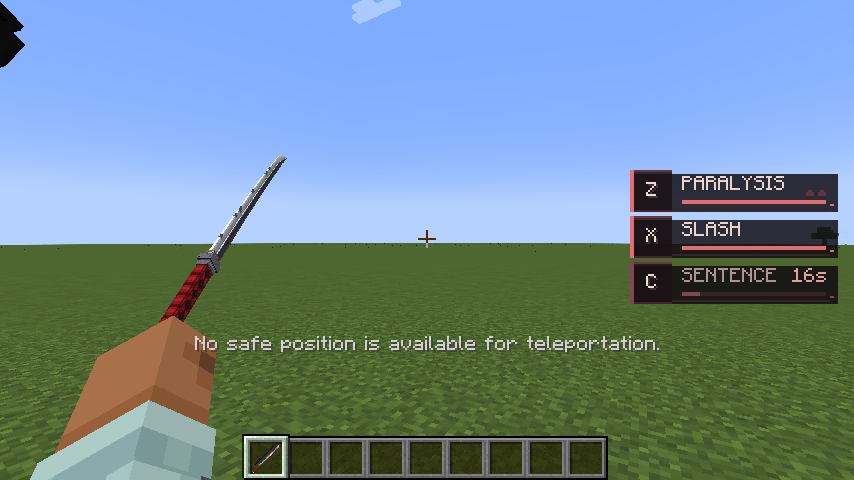 Z PARALYSIS
X SLASH
C SENTENCE 16s
No safe position is available for teleportation.